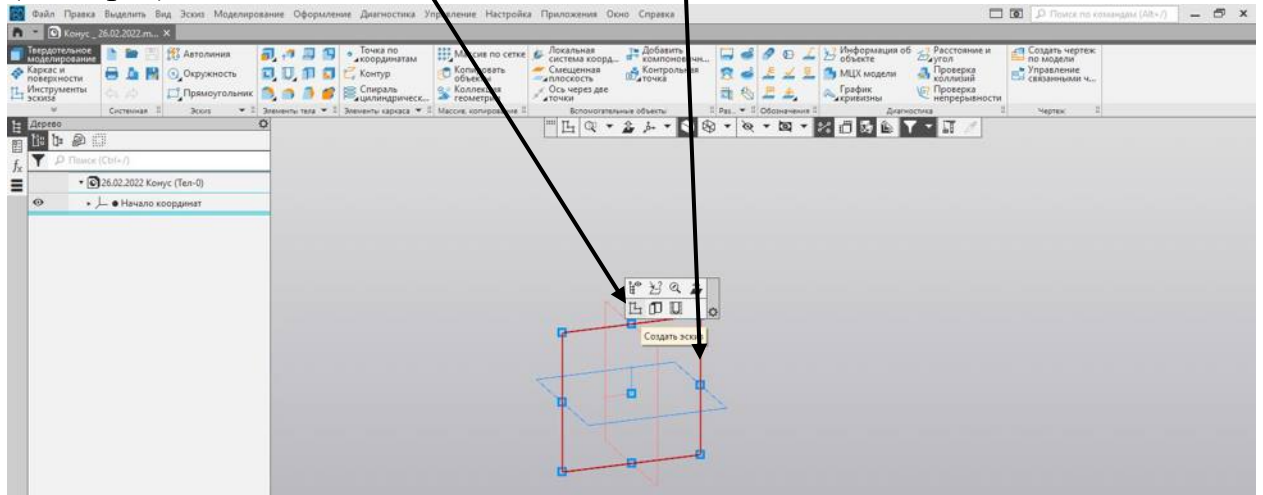 Файл Правка Выделить Вид Эскиз Моделирование Оформление Диагностика Управление Настройка Приложения Окно Справка
Поиск по командам (Alt+/)
Конус _ 26.02.2022.m...
Твердотельное моделирование
Каркас и поверхности
Инструменты эскиза
Автолиния
Окружность
Прямоугольник
Точка по координатам
Контур
Спираль цилиндрическ...
Массив по сетке
Копировать объекты
Коллекция геометрии
Локальная система коорд...
Смещенная плоскость
Ось через две точки
Добавить компоновочн...
Контрольная
Информация об объекте
МЦХ модели
График кривизны
Расстояние и угол
Проверка коллизий
Проверка непрерывности
Создать чертеж по модели
Управление связанными ч...
Системная
Эскиз
Элементы тела
Элементы каркаса
Массив, копирование
Вспомогательные объекты
Раз...
Обозначения
Диагностика
Чертеж
Дерево
Поиск (Ctrl+/)
26.02.2022 Конус (Тел-0)
Начало координат
Создать эскиз